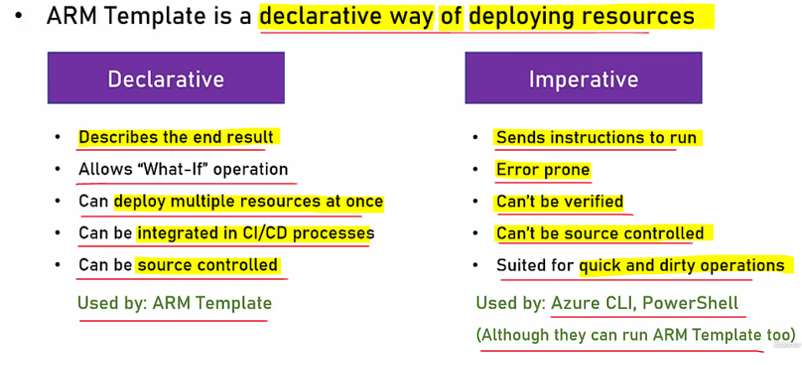 • ARM Template is a declarative way of deploying resources
Declarative
• Describes the end result
• Allows “What-If” operation
• Can deploy multiple resources at once
• Can be integrated in CI/CD processes
• Can be source controlled
Used by: ARM Template
Imperative
• Sends instructions to run
• Error prone
• Can’t be verified
• Can’t be source controlled
• Suited for quick and dirty operations
Used by: Azure CLI, PowerShell
(Although they can run ARM Template too)